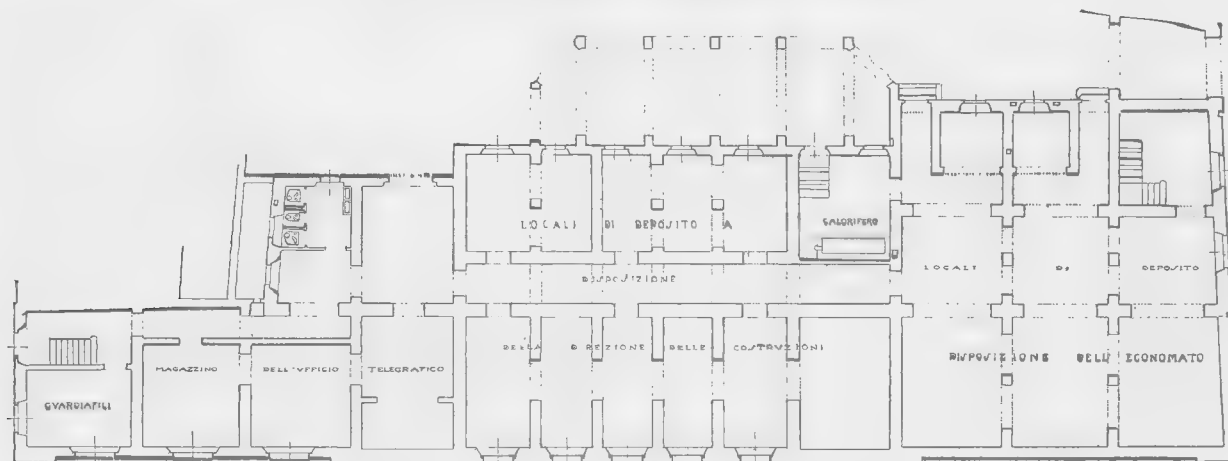 LOCALI DI DEPOSITO A
DISPOSIZIONE
DELLA DIREZIONE DELLE COSTRUZIONI
CALORIFERO
LOCALI DI DEPOSITO
DISPOSIZIONE DELL'ECONOMATO
GUARDIAFILI
MAGAZZINO DELL'UFFICIO TELEGRAFICO